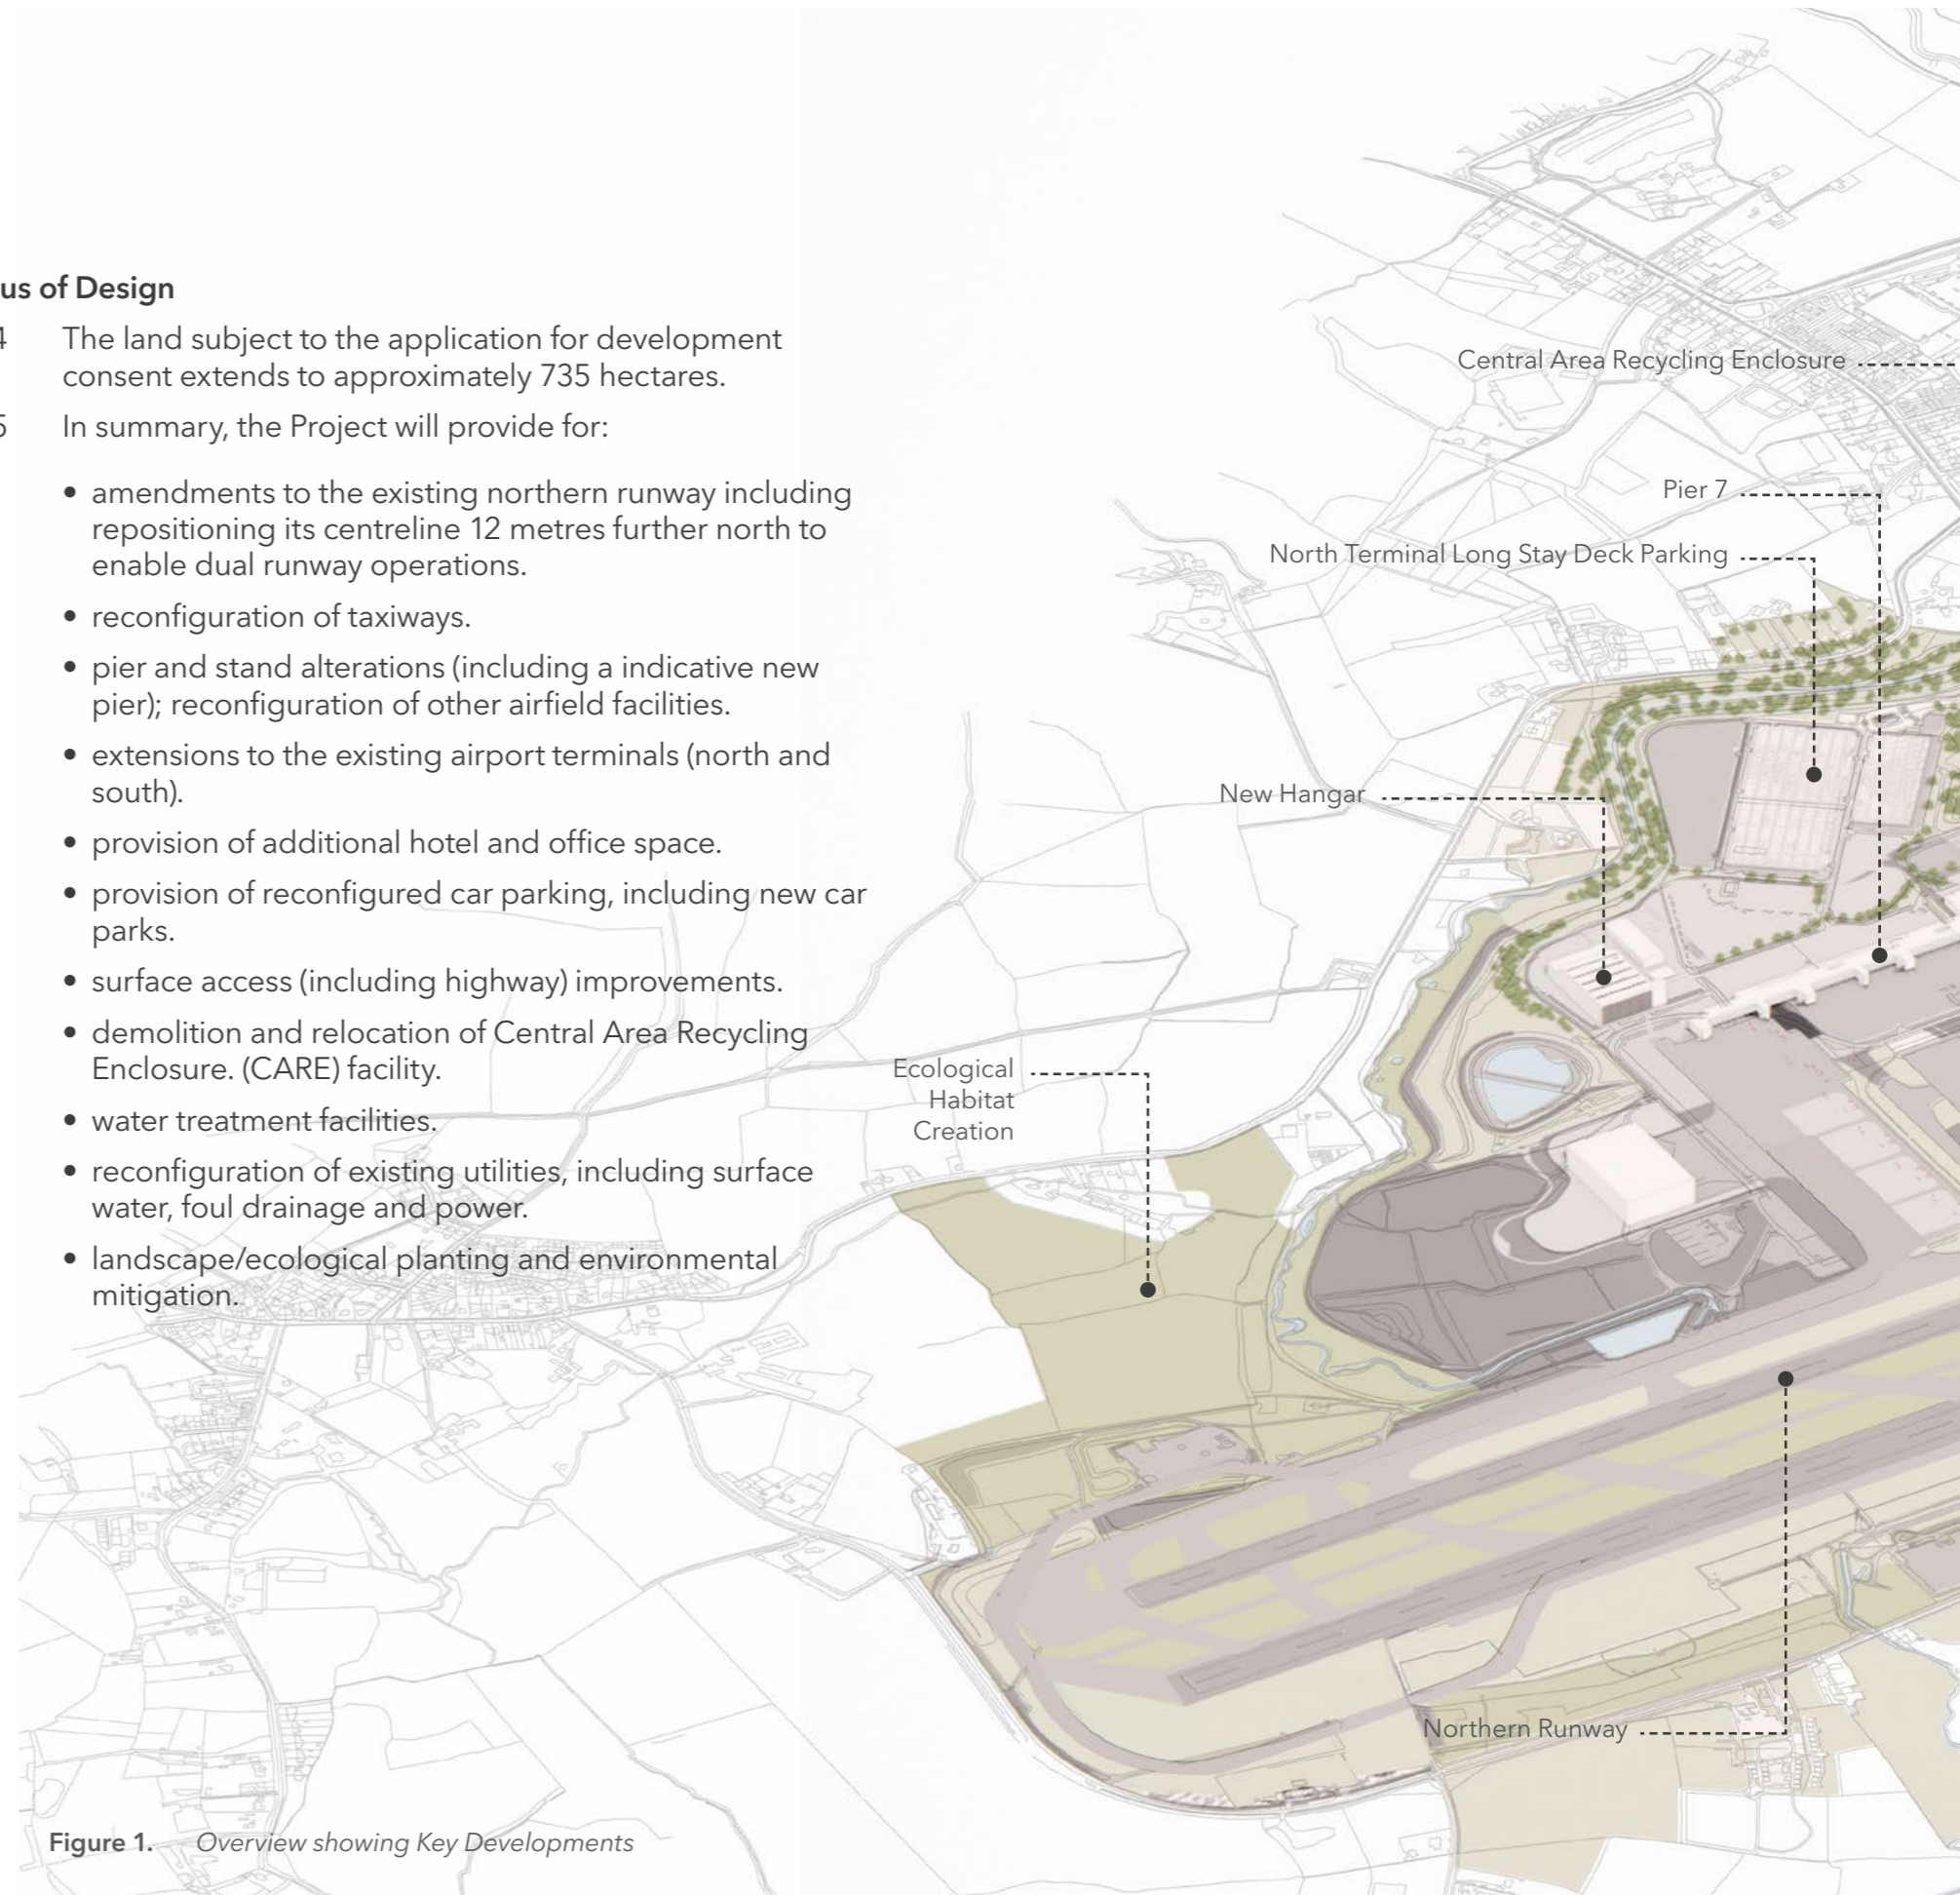 us of Design
4 The land subject to the application for development
consent extends to approximately 735 hectares.
5 In summary, the Project will provide for:
• amendments to the existing northern runway including
repositioning its centreline 12 metres further north to
enable dual runway operations.
• reconfiguration of taxiways.
• pier and stand alterations (including a indicative new
pier); reconfiguration of other airfield facilities.
• extensions to the existing airport terminals (north and
south).
• provision of additional hotel and office space.
• provision of reconfigured car parking, including new car
parks.
• surface access (including highway) improvements.
• demolition and relocation of Central Area Recycling
Enclosure. (CARE) facility.
• water treatment facilities.
• reconfiguration of existing utilities, including surface
water, foul drainage and power.
• landscape/ecological planting and environmental
mitigation.
Central Area Recycling Enclosure
Pier 7
North Terminal Long Stay Deck Parking
New Hangar
Ecological
Habitat
Creation
Northern Runway
Figure 1. Overview showing Key Developments